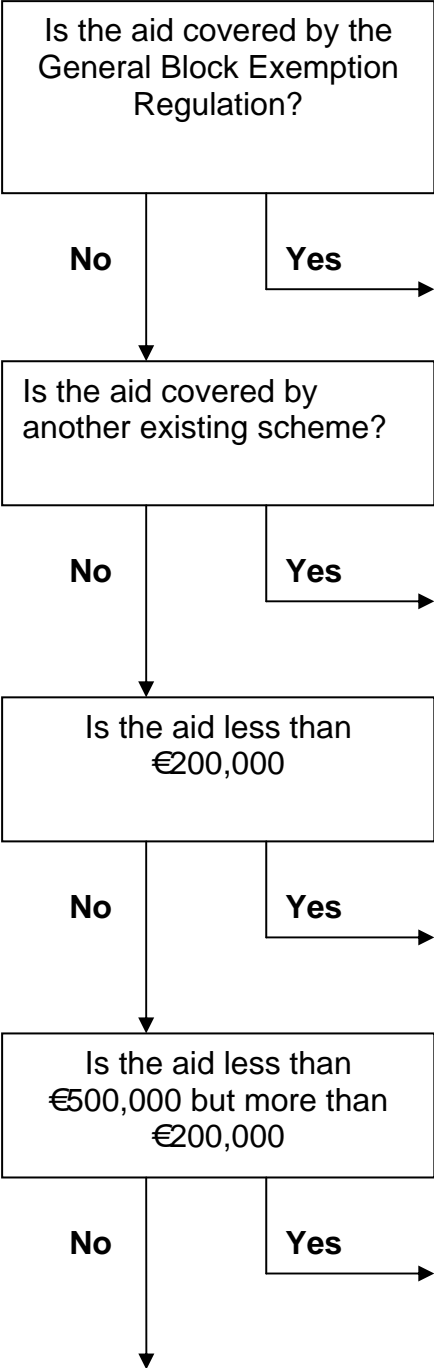 Is the aid covered by the
General Block Exemption
Regulation?
No
Yes
Is the aid covered by
another existing scheme?
No
Yes
Is the aid less than
€200,000
No
Yes
Is the aid less than
€500,000 but more than
€200,000
No
Yes